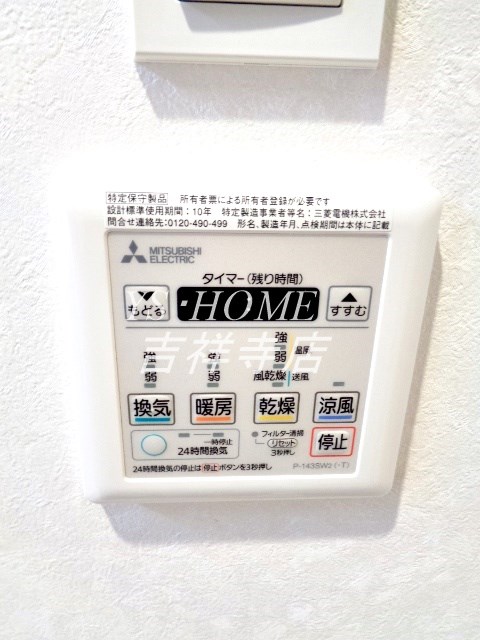 特定保守製品 所有者票による所有者登録が必要です
設計標準使用期間：10年 特定製造事業者等名：三菱電機株式会社
問合せ連絡先：0120-490-499 形名、製造年月、点検期間は本体に記載
MITSUBISHI
ELECTRIC
タイマー(残り時間)
もどる
HOME
すすむ
吉祥寺店
強
強
強
温風
弱
弱
弱
風乾燥
送風
換気
暖房
乾燥
涼風
一時停止
24時間換気
フィルター清掃
リセット
3秒押し
停止
24時間換気の停止は停止ボタンを3秒押し
P-143SW2(-T)